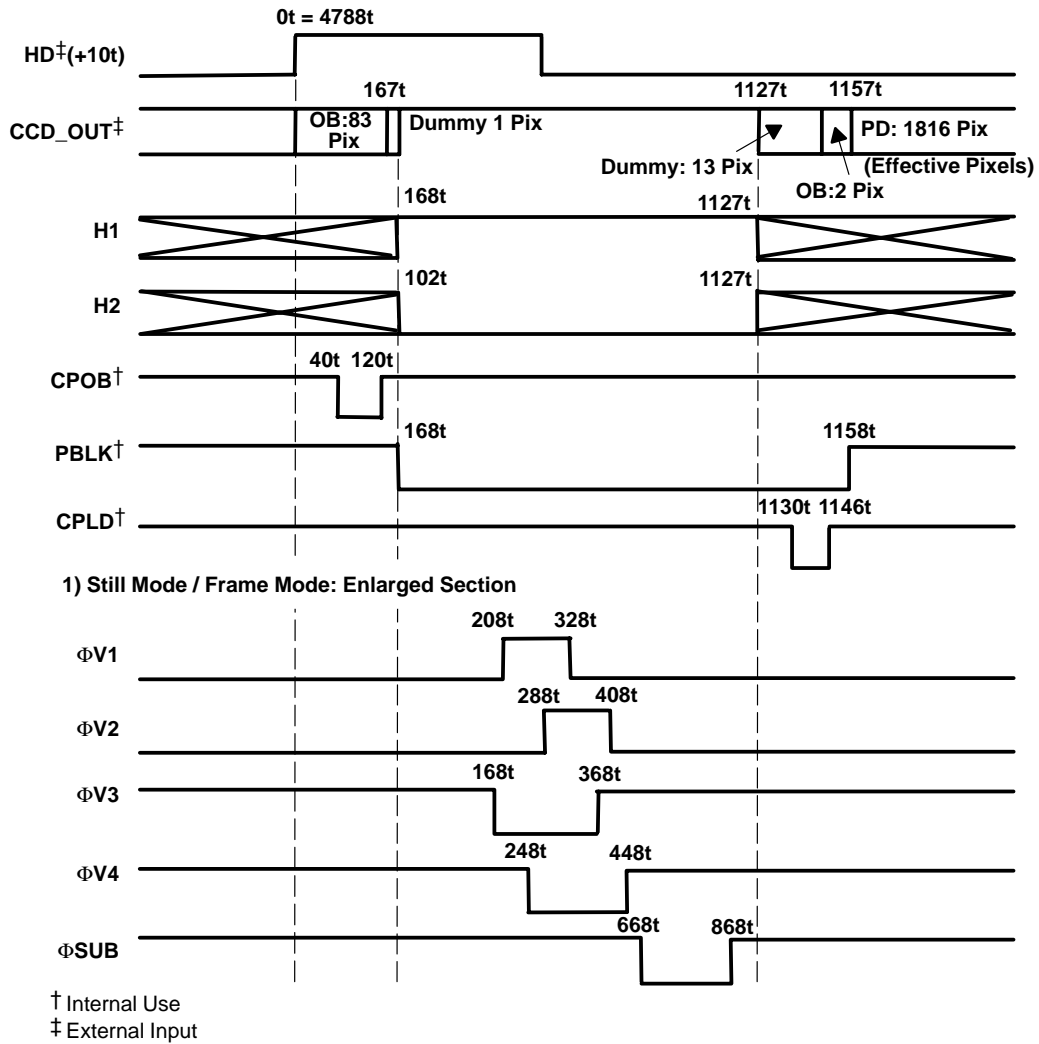 0t = 4788t
HD‡(+10t)
167t
1127t
1157t
CCD_OUT‡
OB:83
Pix
Dummy 1 Pix
PD: 1816 Pix
Dummy: 13 Pix
(Effective Pixels)
OB:2 Pix
168t
1127t
H1
102t
1127t
H2
40t 120t
CPOB†
168t
1158t
PBLK†
1130t 1146t
CPLD†
1) Still Mode / Frame Mode: Enlarged Section
208t
328t
ΦV1
288t
408t
ΦV2
168t
368t
ΦV3
248t
448t
ΦV4
668t
868t
ΦSUB
† Internal Use
‡ External Input